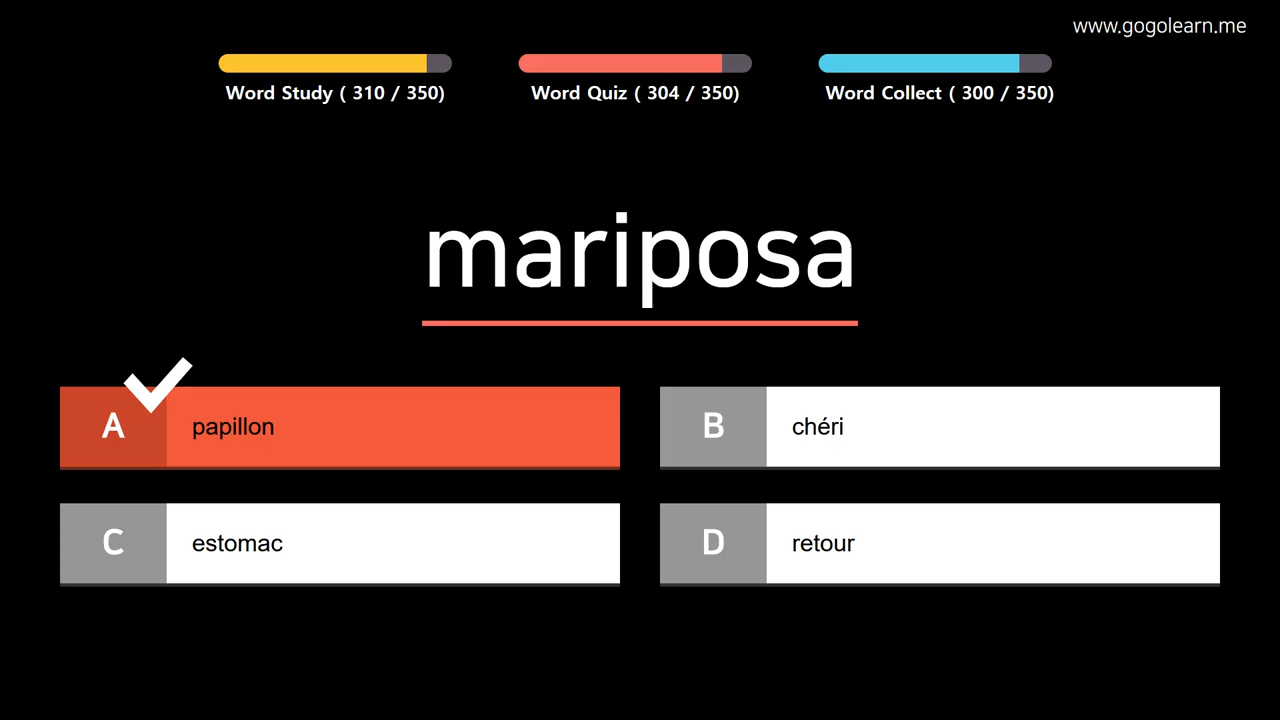 www.gogolearn.me
Word Study ( 310 / 350)
Word Quiz ( 304 / 350)
Word Collect ( 300 / 350)
mariposa
A papillon
B chéri
C estomac
D retour